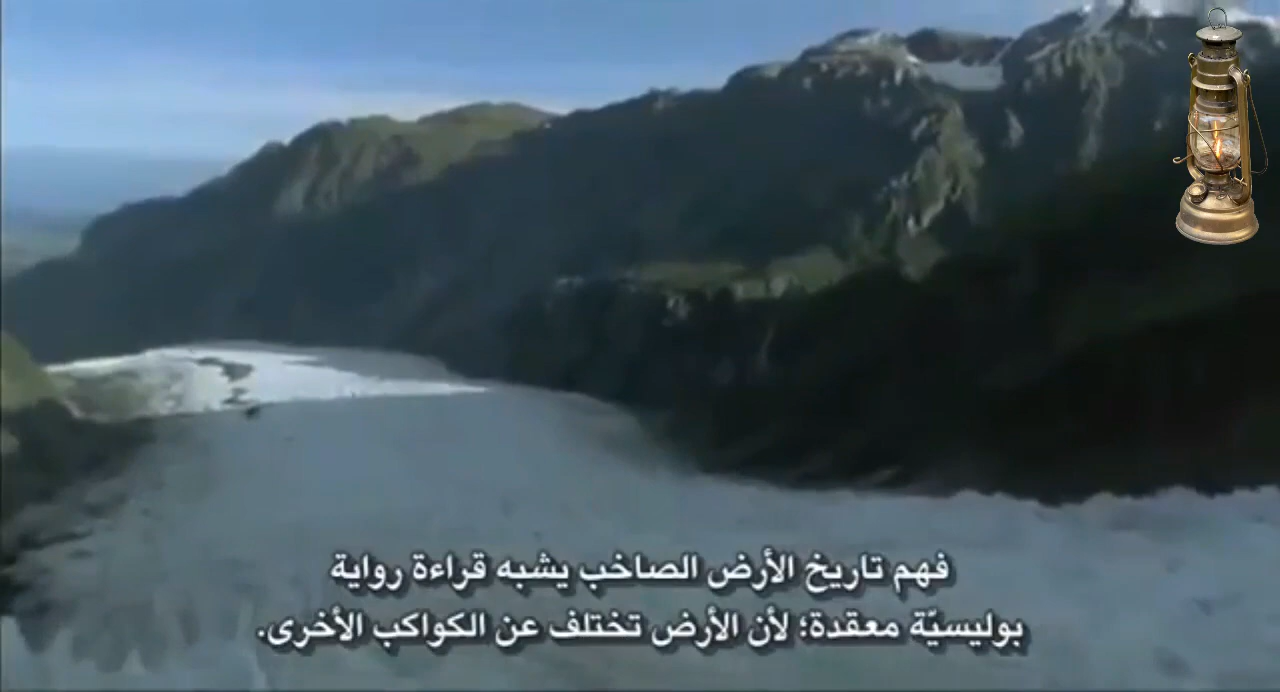 فهم تاريخ الأرض الصاخب يشبه قراءة رواية
بوليسيّة معقدة؛ لأن الأرض تختلف عن الكواكب الأخرى.